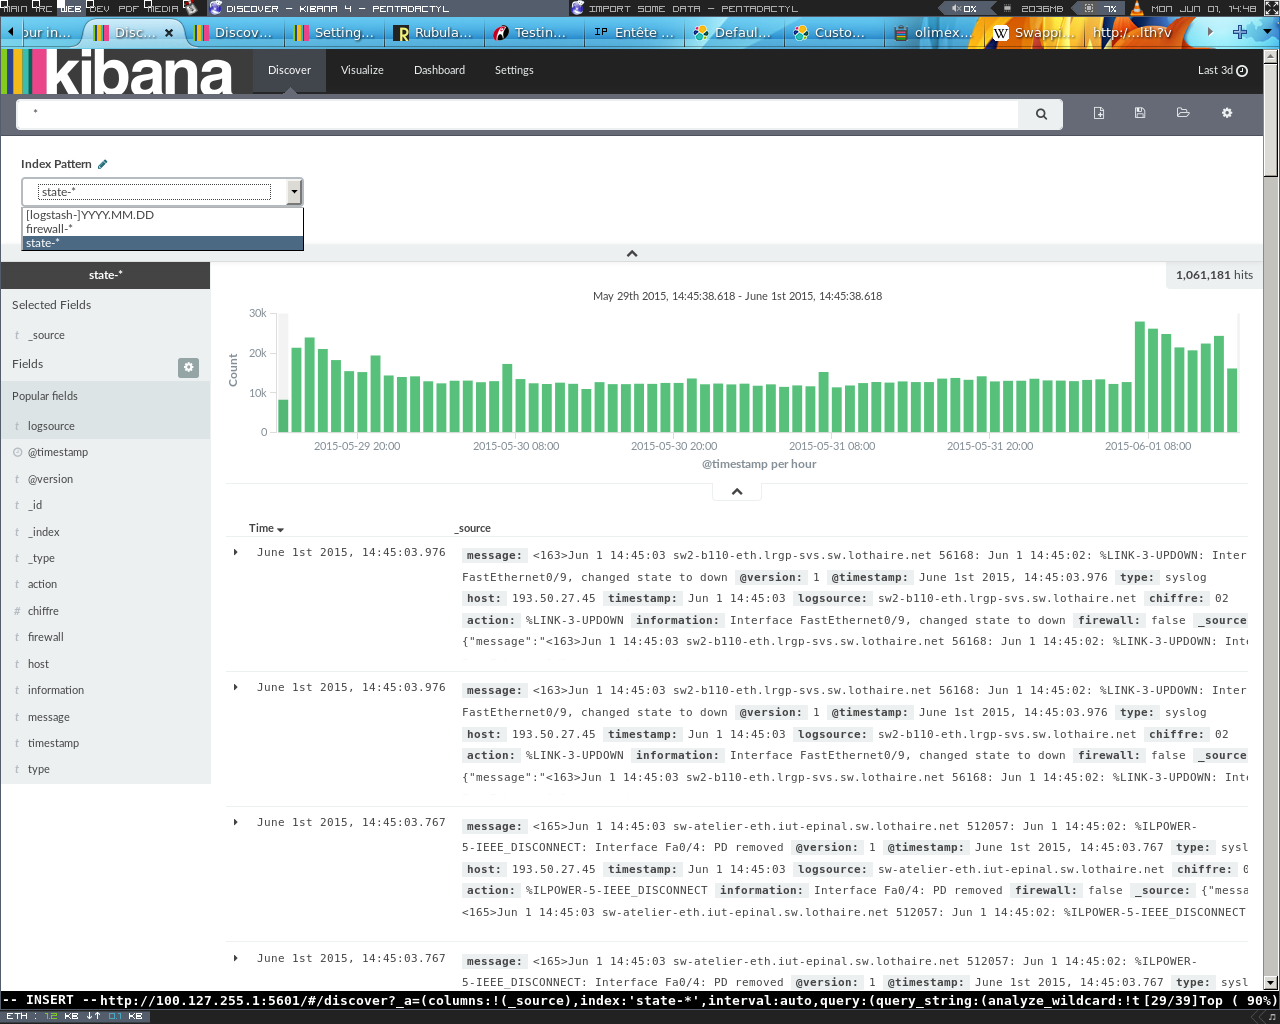 MAIN ARC WEB DEV PDF MEDIA DISCOVER - KIBANA 4 - PENTADACTYL IMPORT SOME DATA - PENTADACTYL 0% 2036MB 7% MON JUN 01, 14:48
our in... Disc... Discov... Setting... Rubula... Testin... IP Entête ... Defaul... Custo... olimex... Swappi... http:/...lth?v
kibana Discover Visualize Dashboard Settings Last 3d
*
Index Pattern
state-*
[logstash-]YYYY.MM.DD
firewall-*
state-*
state-*
1,061,181 hits
Selected Fields
_source
Fields
Popular fields
logsource
@timestamp
@version
_id
_index
_type
action
chiffre
firewall
host
information
message
timestamp
type
May 29th 2015, 14:45:38.618 - June 1st 2015, 14:45:38.618
30k
20k
10k
0
Count
2015-05-29 20:00 2015-05-30 08:00 2015-05-30 20:00 2015-05-31 08:00 2015-05-31 20:00 2015-06-01 08:00
@timestamp per hour
Time _source
June 1st 2015, 14:45:03.976 message: <163>Jun 1 14:45:03 sw2-b110-eth.lrgp-svs.sw.lothaire.net 56168: Jun 1 14:45:02: %LINK-3-UPDOWN: Inter
FastEthernet0/9, changed state to down @version: 1 @timestamp: June 1st 2015, 14:45:03.976 type: syslog
host: 193.50.27.45 timestamp: Jun 1 14:45:03 logsource: sw2-b110-eth.lrgp-svs.sw.lothaire.net chiffre: 02
action: %LINK-3-UPDOWN information: Interface FastEthernet0/9, changed state to down firewall: false _source
{"message":"<163>Jun 1 14:45:03 sw2-b110-eth.lrgp-svs.sw.lothaire.net 56168: Jun 1 14:45:02: %LINK-3-UPDOWN: Inte
June 1st 2015, 14:45:03.976 message: <163>Jun 1 14:45:03 sw2-b110-eth.lrgp-svs.sw.lothaire.net 56168: Jun 1 14:45:02: %LINK-3-UPDOWN: Inter
FastEthernet0/9, changed state to down @version: 1 @timestamp: June 1st 2015, 14:45:03.976 type: syslog
host: 193.50.27.45 timestamp: Jun 1 14:45:03 logsource: sw2-b110-eth.lrgp-svs.sw.lothaire.net chiffre: 02
action: %LINK-3-UPDOWN information: Interface FastEthernet0/9, changed state to down firewall: false _source
{"message":"<163>Jun 1 14:45:03 sw2-b110-eth.lrgp-svs.sw.lothaire.net 56168: Jun 1 14:45:02: %LINK-3-UPDOWN: Inte
June 1st 2015, 14:45:03.767 message: <165>Jun 1 14:45:03 sw-atelier-eth.iut-epinal.sw.lothaire.net 512057: Jun 1 14:45:02: %ILPOWER-
5-IEEE_DISCONNECT: Interface Fa0/4: PD removed @version: 1 @timestamp: June 1st 2015, 14:45:03.767 type: sysl
host: 193.50.27.45 timestamp: Jun 1 14:45:03 logsource: sw-atelier-eth.iut-epinal.sw.lothaire.net chiffre: 0
action: %ILPOWER-5-IEEE_DISCONNECT information: Interface Fa0/4: PD removed firewall: false _source: {"messa
<165>Jun 1 14:45:03 sw-atelier-eth.iut-epinal.sw.lothaire.net 512057: Jun 1 14:45:02: %ILPOWER-5-IEEE_DISCONNECT
June 1st 2015, 14:45:03.767 message: <165>Jun 1 14:45:03 sw-atelier-eth.iut-epinal.sw.lothaire.net 512057: Jun 1 14:45:02: %ILPOWER-
5-IEEE_DISCONNECT: Interface Fa0/4: PD removed @version: 1 @timestamp: June 1st 2015, 14:45:03.767 type: sysl
-- INSERT -- http://100.127.255.1:5601/#/discover?_a=(columns:!(_source),index:'state-*',interval:auto,query:(query_string:(analyze_wildcard:!t [29/39]Top ( 90%)
ETH : 1.2 KB 0.1 KB